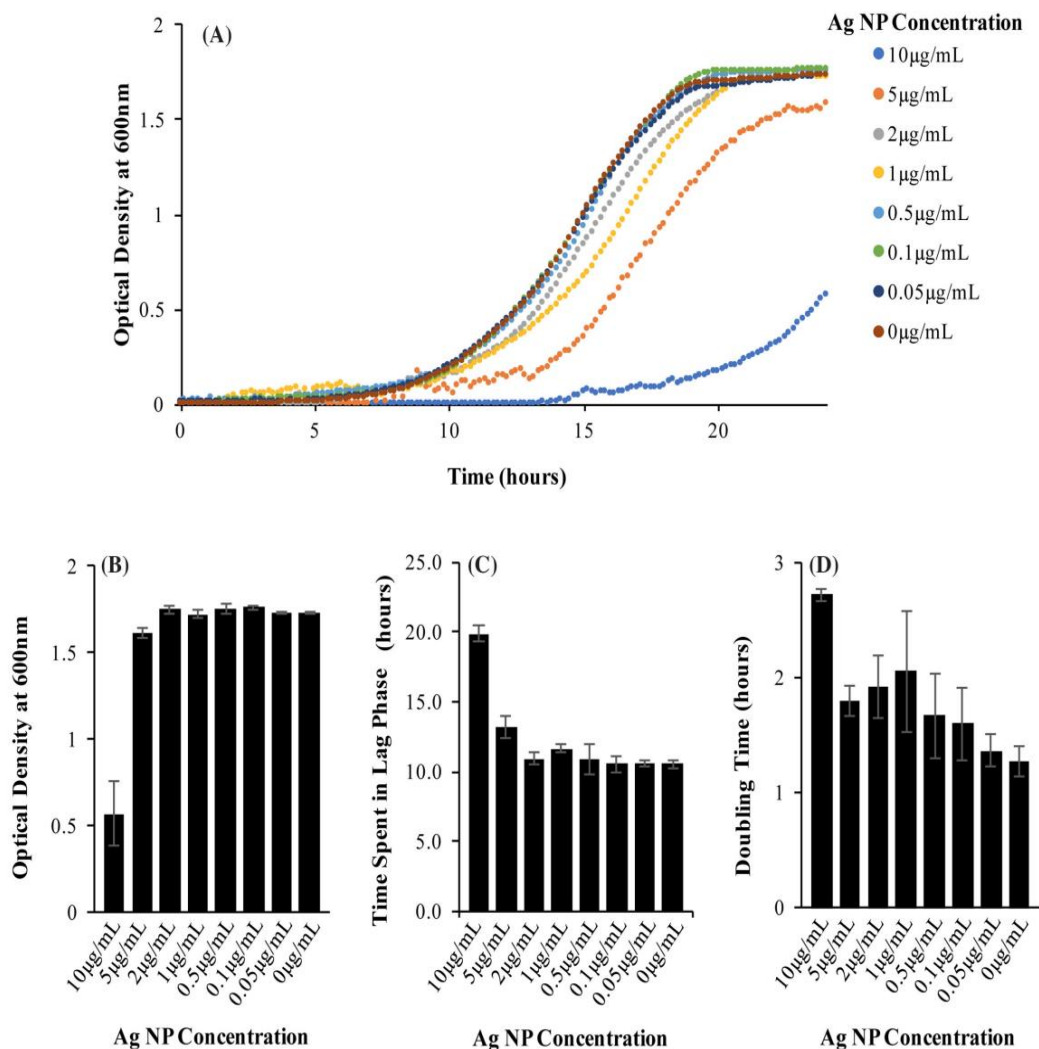 (A)
Optical Density at 600nm
2
1.5
1
0.5
0
0 5 10 15 20
Time (hours)
Ag NP Concentration
10µg/mL
5µg/mL
2µg/mL
1µg/mL
0.5µg/mL
0.1µg/mL
0.05µg/mL
0µg/mL
(B)
Optical Density at 600nm
2
1.5
1
0.5
0
10µg/mL
5µg/mL
2µg/mL
1µg/mL
0.5µg/mL
0.1µg/mL
0.05µg/mL
0µg/mL
Ag NP Concentration
(C)
Time Spent in Lag Phase (hours)
25.0
20.0
15.0
10.0
5.0
0.0
10µg/mL
5µg/mL
2µg/mL
1µg/mL
0.5µg/mL
0.1µg/mL
0.05µg/mL
0µg/mL
Ag NP Concentration
(D)
Doubling Time (hours)
3
2
1
0
10µg/mL
5µg/mL
2µg/mL
1µg/mL
0.5µg/mL
0.1µg/mL
0.05µg/mL
0µg/mL
Ag NP Concentration